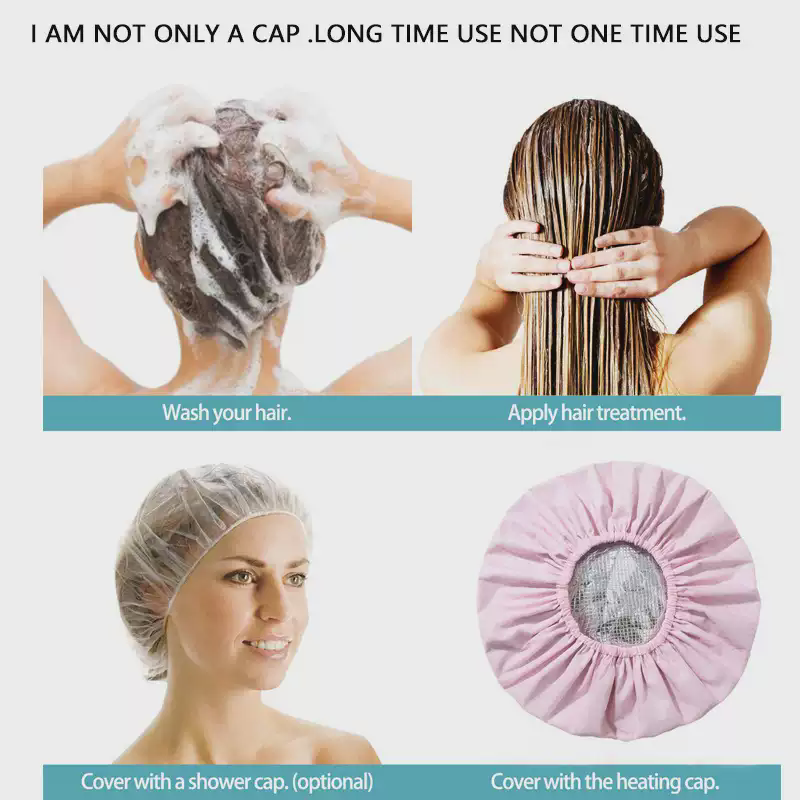 I AM NOT ONLY A CAP .LONG TIME USE NOT ONE TIME USE
Wash your hair.
Apply hair treatment.
Cover with a shower cap. (optional)
Cover with the heating cap.